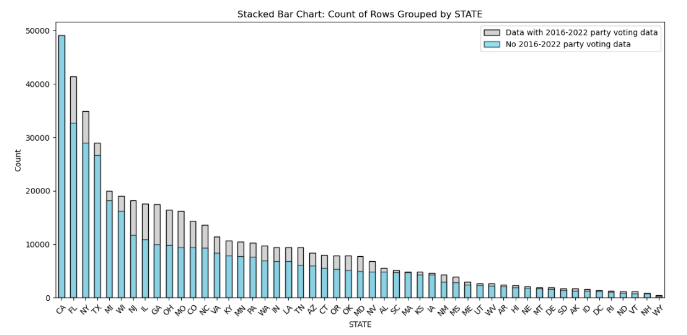 Stacked Bar Chart: Count of Rows Grouped by STATE
Data with 2016-2022 party voting data
No 2016-2022 party voting data
50000
40000
30000
20000
10000
0
Count
CA FL NY TX MI WI NJ IL GA OH MO CO NC VA KY MN PA WA IN LA TN AZ CT OR OK MD NV AL SC MA KS IA NM MS ME UT WV AR HI NE MT DE SD AK ID DC RI ND VT NH WY
STATE